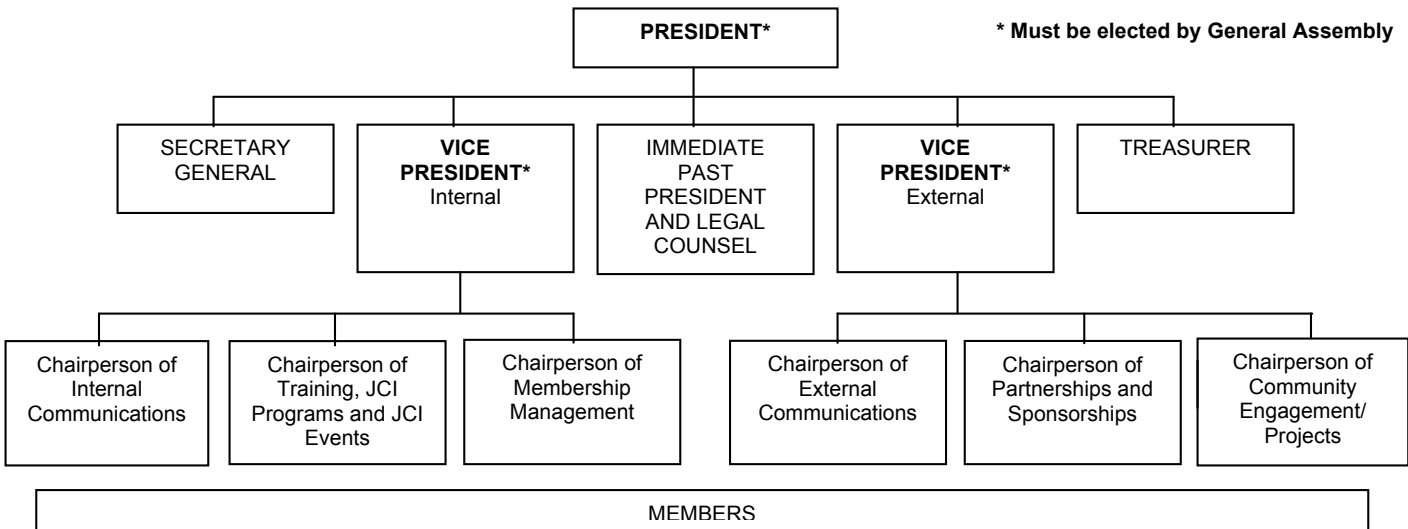 PRESIDENT*
* Must be elected by General Assembly
SECRETARY
GENERAL
VICE
PRESIDENT*
Internal
IMMEDIATE
PAST
PRESIDENT
AND LEGAL
COUNSEL
VICE
PRESIDENT*
External
TREASURER
Chairperson of
Internal
Communications
Chairperson of
Training, JCI
Programs and JCI
Events
Chairperson of
Membership
Management
Chairperson of
External
Communications
Chairperson of
Partnerships and
Sponsorships
Chairperson of
Community
Engagement/
Projects
MEMBERS